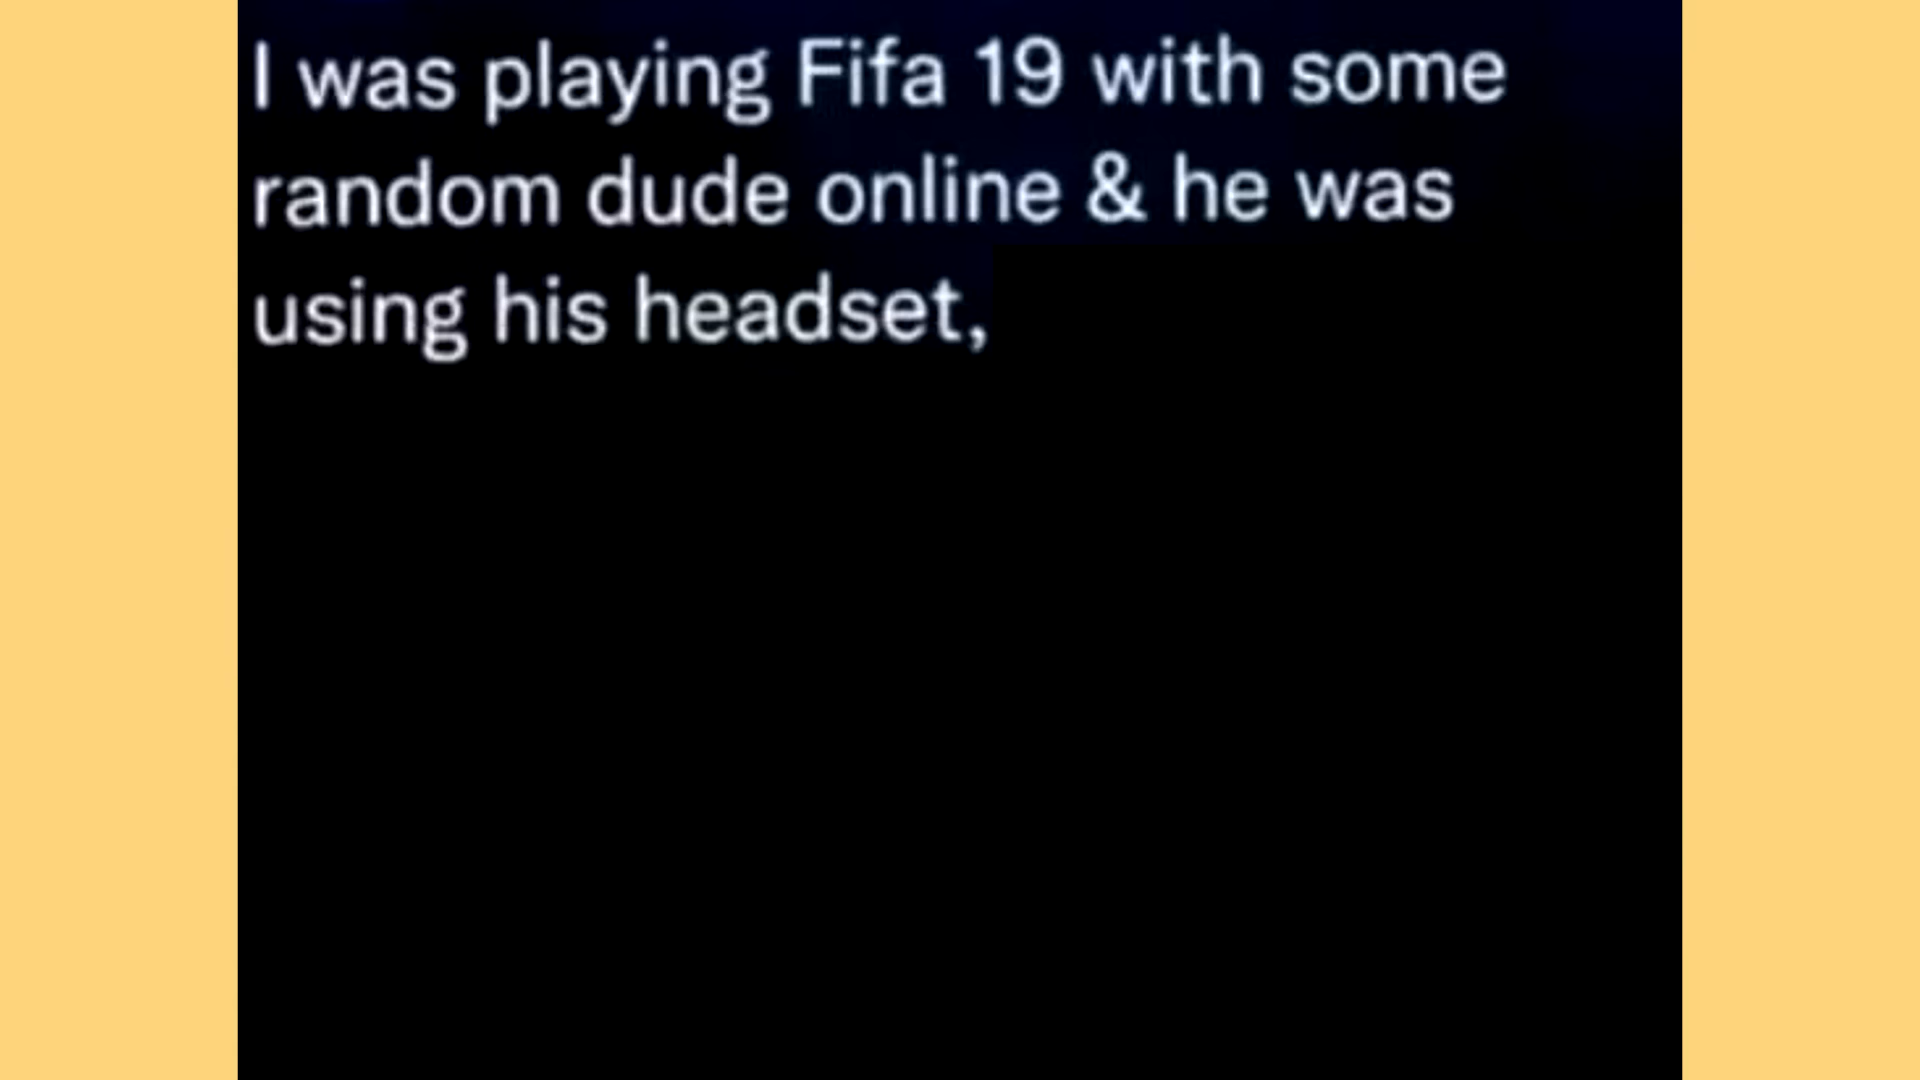 I was playing Fifa 19 with some
random dude online & he was
using his headset,